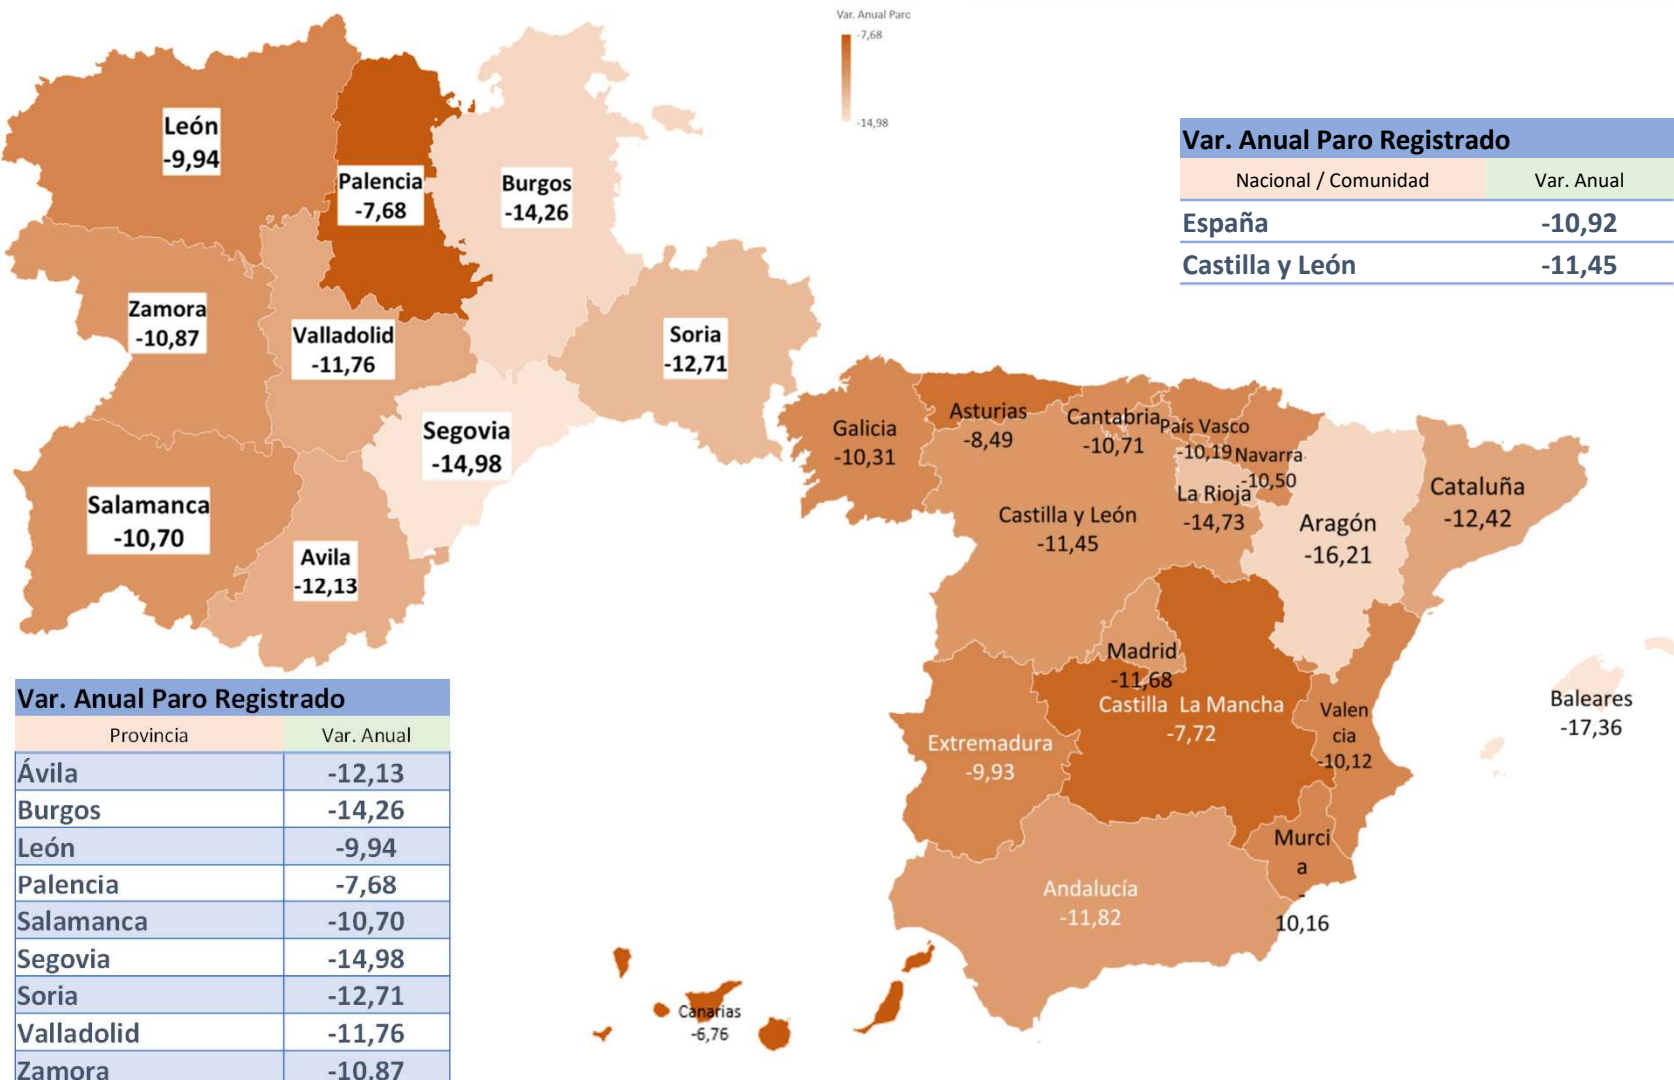 Var. Anual Parc
-7,68
-14,98
León
-9,94
Palencia
-7,68
Burgos
-14,26
Zamora
-10,87
Valladolid
-11,76
Soria
-12,71
Segovia
-14,98
Salamanca
-10,70
Avila
-12,13
Var. Anual Paro Registrado
Nacional / Comunidad Var. Anual
España -10,92
Castilla y León -11,45
Galicia
-10,31
Asturias
-8,49
Cantabria
-10,71
País Vasco
-10,19
Navarra
-10,50
La Rioja
-14,73
Castilla y León
-11,45
Aragón
-16,21
Cataluña
-12,42
Madrid
-11,68
Castilla La Mancha
-7,72
Valen
cia
-10,12
Baleares
-17,36
Extremadura
-9,93
Murci
a
-
10,16
Andalucía
-11,82
Canarias
-6,76
Var. Anual Paro Registrado
Provincia Var. Anual
Ávila -12,13
Burgos -14,26
León -9,94
Palencia -7,68
Salamanca -10,70
Segovia -14,98
Soria -12,71
Valladolid -11,76
Zamora -10,87